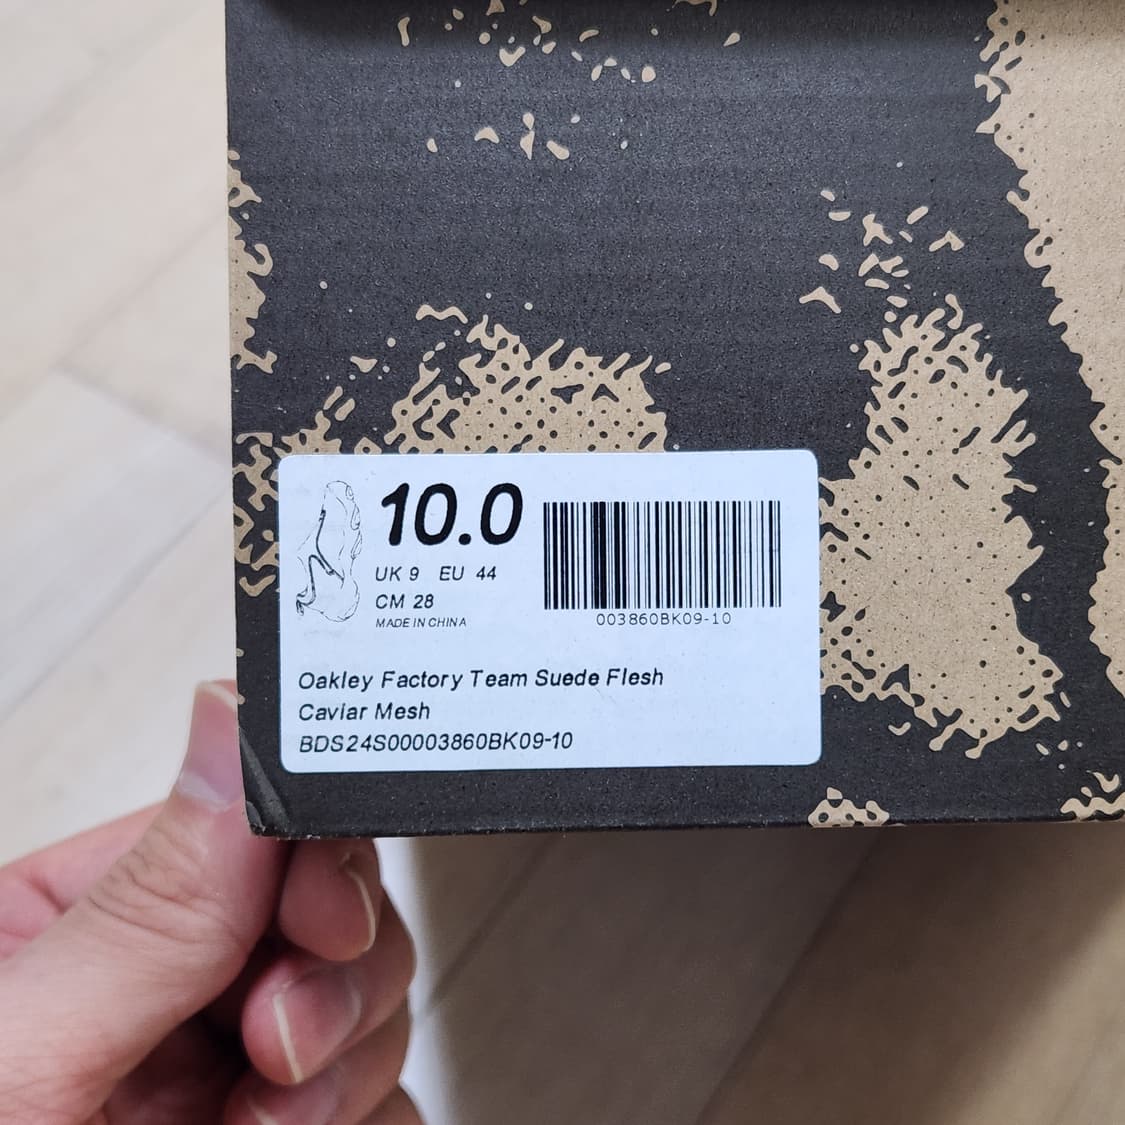 10.0
UK 9 EU 44
CM 28
MADE IN CHINA
003860BK09-10
Oakley Factory Team Suede Flesh
Caviar Mesh
BDS24S00003860BK09-10